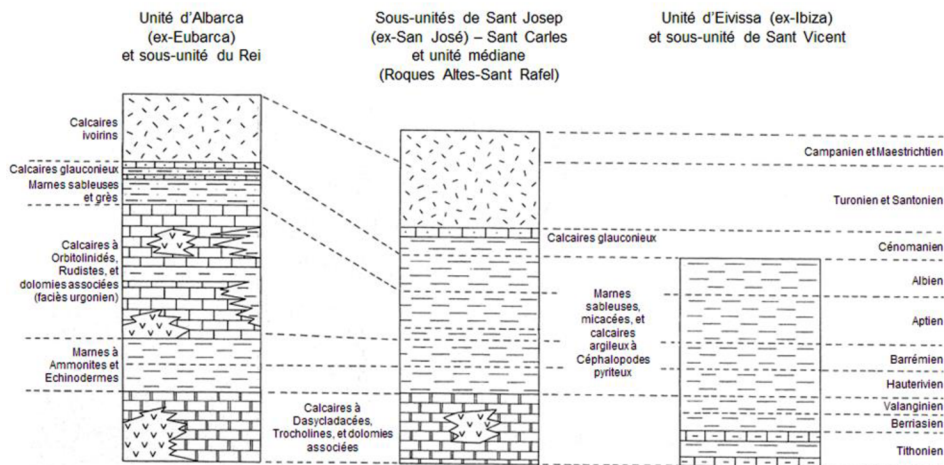 Unité d'Albarca
(ex-Eubarca)
et sous-unité du Rei
Sous-unités de Sant Josep
(ex-San José) – Sant Carles
et unité médiane
(Roques Altes-Sant Rafel)
Unité d'Eivissa (ex-Ibiza)
et sous-unité de Sant Vicent
Calcaires
ivoirins
Calcaires glauconieux
Marnes sableuses
et grès
Calcaires à
Orbitolinidés,
Rudistes, et
dolomies associées
(faciès urgonien)
Marnes à
Ammonites et
Echinodermes
Calcaires à
Dasycladacées,
Trocholines, et dolomies
associées
Calcaires glauconieux
Marnes
sableuses,
micacées, et
calcaires
argileux à
Céphalopodes
pyriteux
Campanien et Maestrichtien
Turonien et Santonien
Cénomanien
Albien
Aptien
Barrémien
Hauterivien
Valanginien
Berriasien
Tithonien